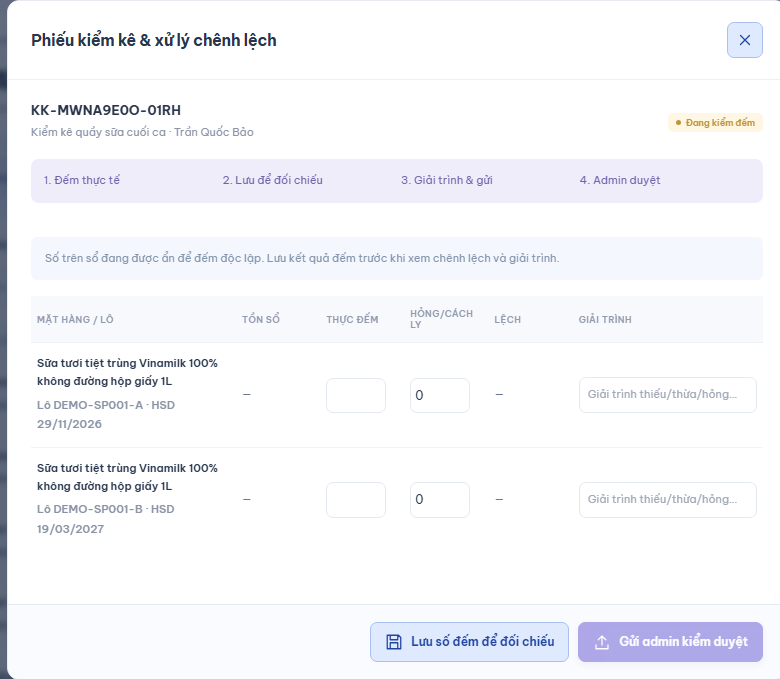 Phiếu kiểm kê & xử lý chênh lệch
KK-MWNA9E0O-01RH
Kiểm kê quầy sữa cuối ca · Trần Quốc Bảo
Đang kiểm đếm
1. Đếm thực tế
2. Lưu để đối chiếu
3. Giải trình & gửi
4. Admin duyệt
Số trên sổ đang được ẩn để đếm độc lập. Lưu kết quả đếm trước khi xem chênh lệch và giải trình.
MẶT HÀNG / LÔ
TỒN SỔ
THỰC ĐẾM
HỎNG/CÁCH
LY
LỆCH
GIẢI TRÌNH
Sữa tươi tiệt trùng Vinamilk 100%
không đường hộp giấy 1L
Lô DEMO-SP001-A · HSD
29/11/2026
–
0
–
Giải trình thiếu/thừa/hỏng...
Sữa tươi tiệt trùng Vinamilk 100%
không đường hộp giấy 1L
Lô DEMO-SP001-B · HSD
19/03/2027
–
0
–
Giải trình thiếu/thừa/hỏng...
Lưu số đếm để đối chiếu
Gửi admin kiểm duyệt